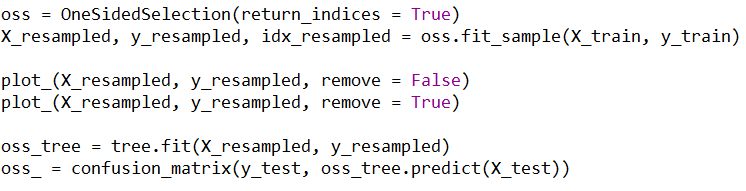 oss = OneSidedSelection(return_indices = True)
X_resampled, y_resampled, idx_resampled = oss.fit_sample(X_train, y_train)
plot_(X_resampled, y_resampled, remove = False)
plot_(X_resampled, y_resampled, remove = True)
oss_tree = tree.fit(X_resampled, y_resampled)
oss_ = confusion_matrix(y_test, oss_tree.predict(X_test))